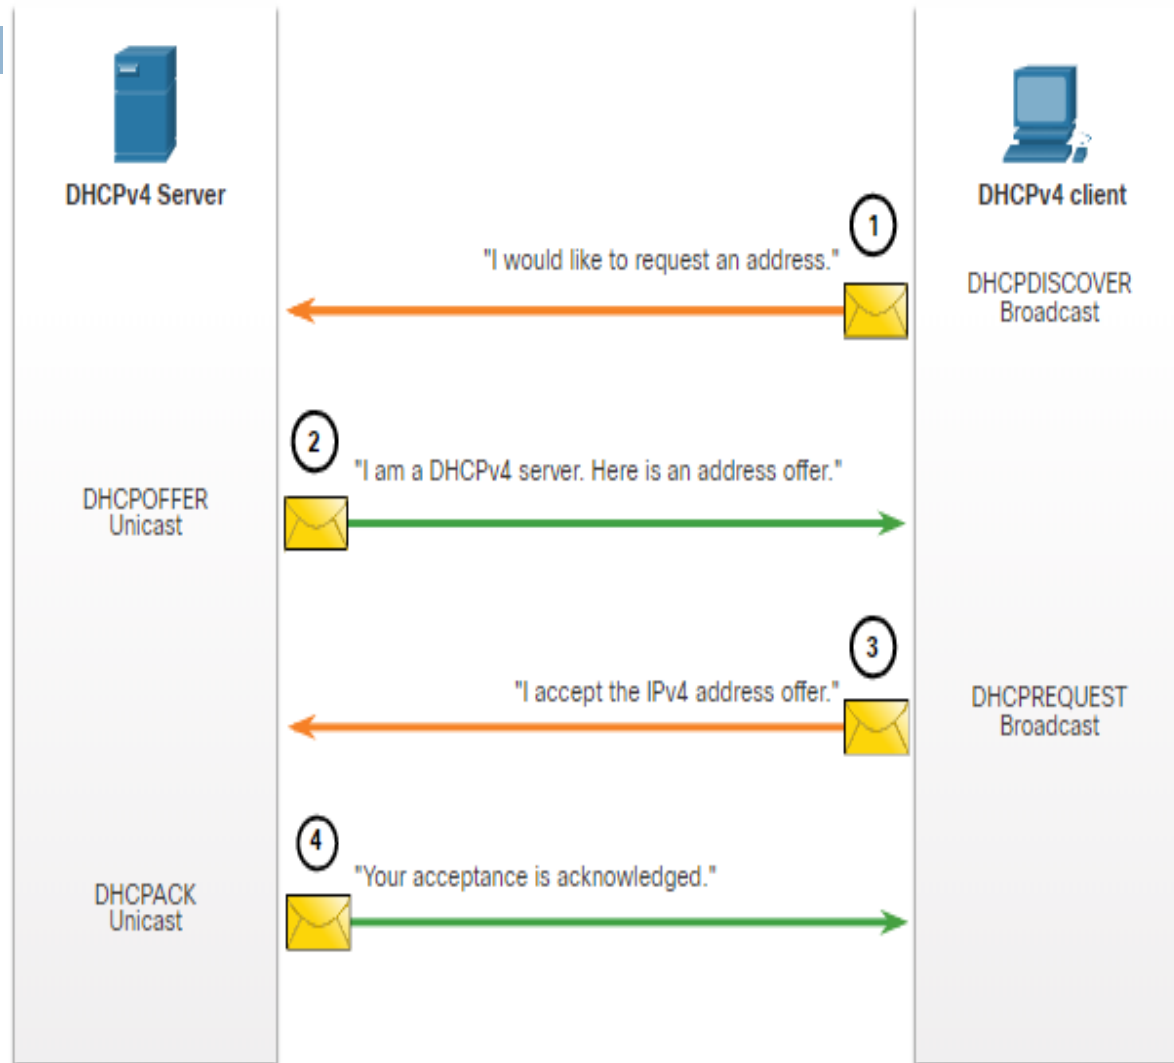 DHCPv4 Server
DHCPv4 client
1
"I would like to request an address."
DHCPDISCOVER
Broadcast
2
"I am a DHCPv4 server. Here is an address offer."
DHCPOFFER
Unicast
3
"I accept the IPv4 address offer."
DHCPREQUEST
Broadcast
4
"Your acceptance is acknowledged."
DHCPACK
Unicast